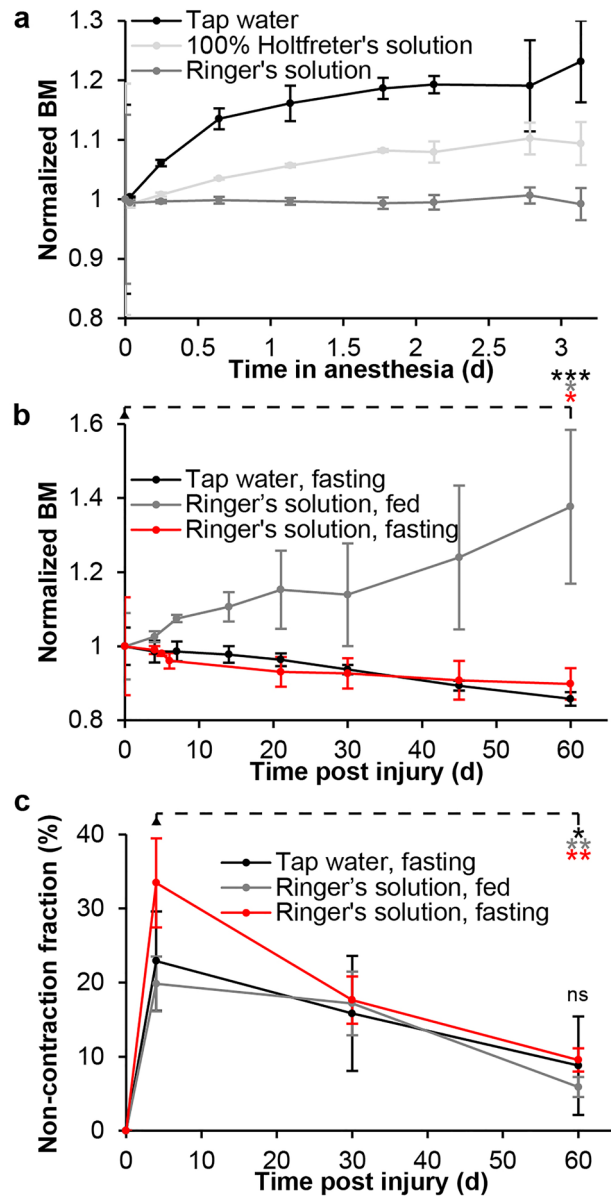 a
Normalized BM
1.3
1.2
1.1
1
0.9
0.8
Tap water
100% Holtfreter's solution
Ringer's solution
0 0.5 1 1.5 2 2.5 3
Time in anesthesia (d)
b
***
*
*
Normalized BM
1.6
1.4
1.2
1
0.8
Tap water, fasting
Ringer’s solution, fed
Ringer's solution, fasting
0 10 20 30 40 50 60
Time post injury (d)
c
*
**
**
Non-contraction fraction (%)
40
30
20
10
0
Tap water, fasting
Ringer’s solution, fed
Ringer's solution, fasting
ns
0 10 20 30 40 50 60
Time post injury (d)